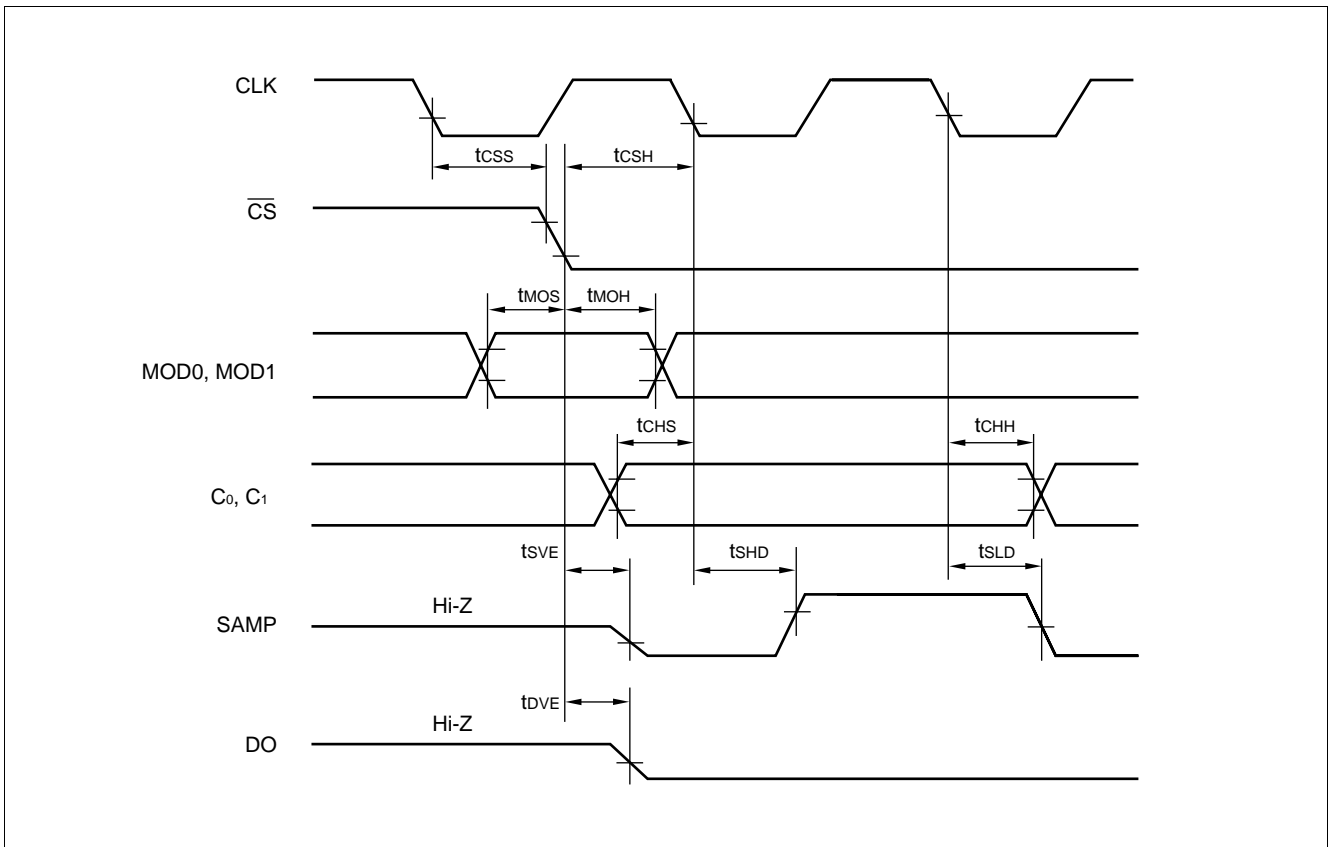 CLK
tCSS
tCSH
CS
tMOS
tMOH
MOD0, MOD1
tCHS
tCHH
C0, C1
tSVE
tSHD
tSLD
Hi-Z
SAMP
tDVE
Hi-Z
DO